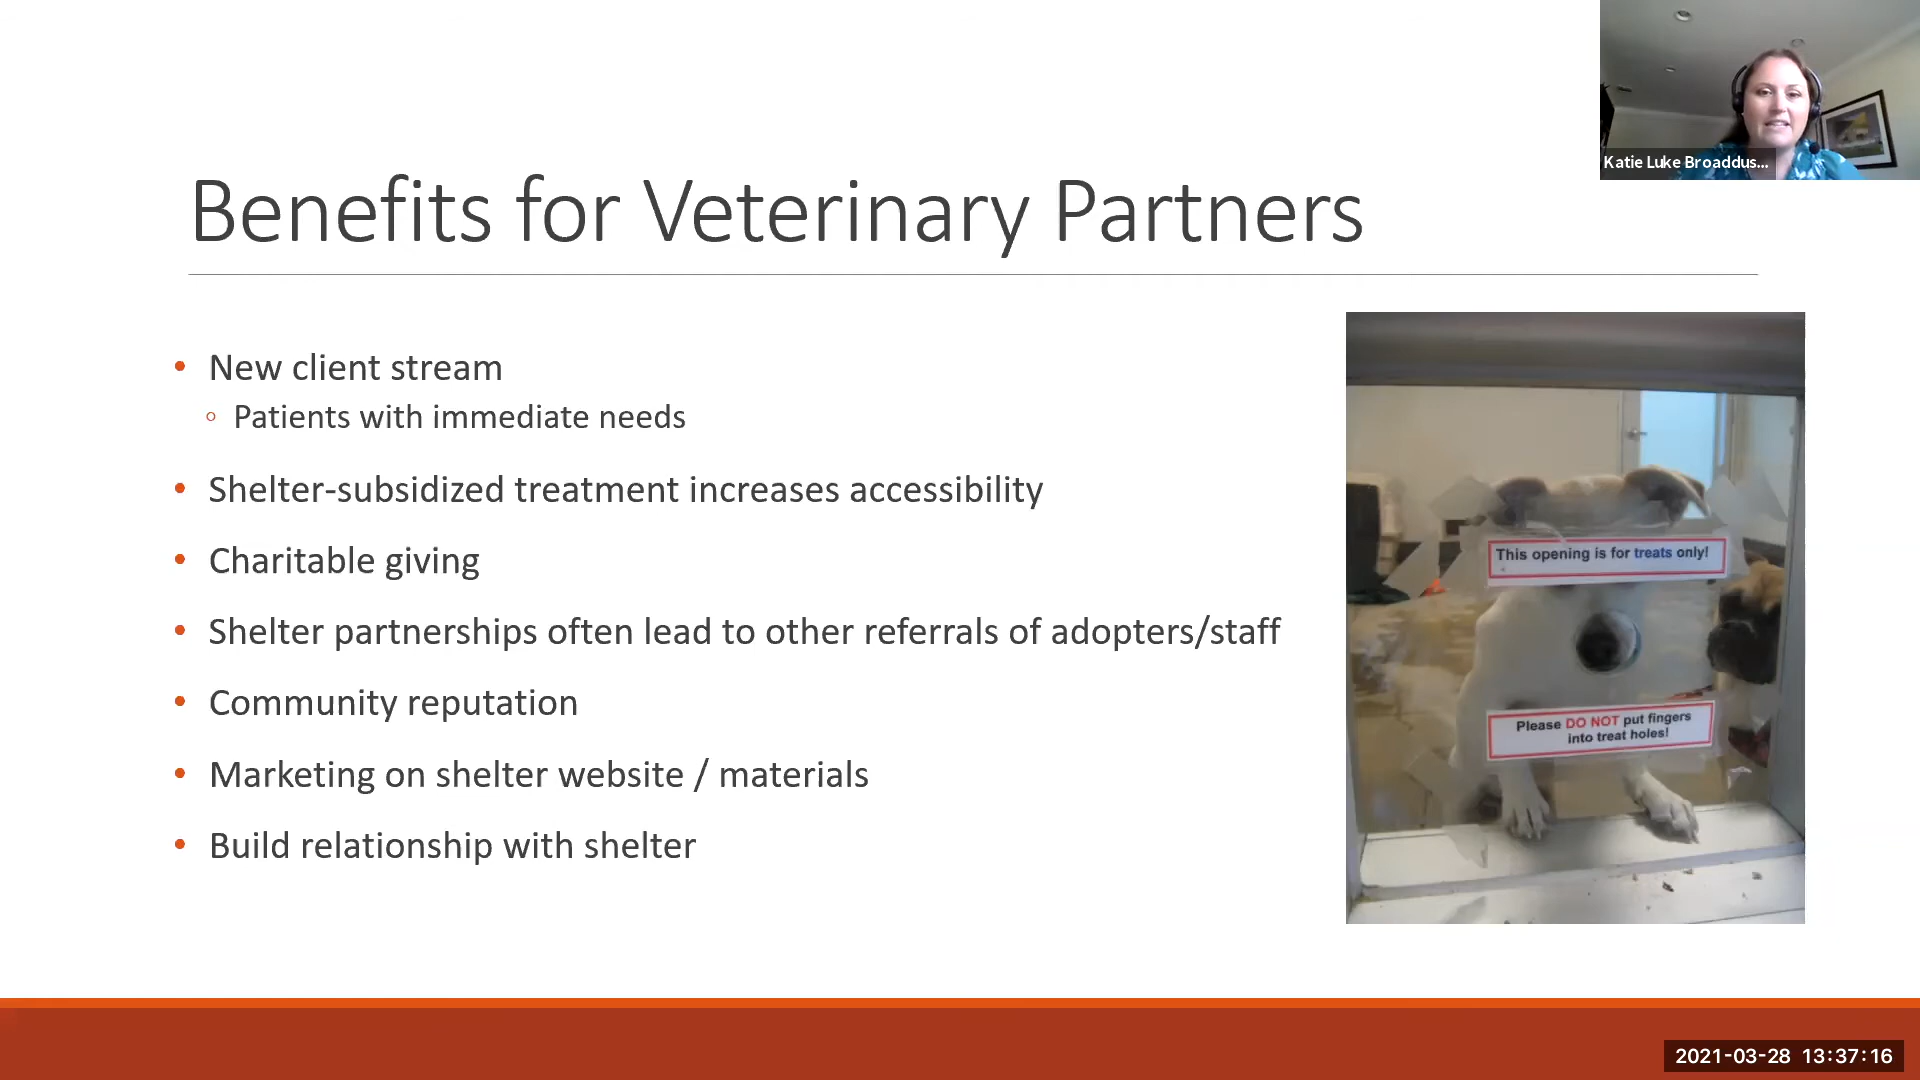 Katie Luke Broaddus...
Benefits for Veterinary Partners
• New client stream
◦ Patients with immediate needs
• Shelter-subsidized treatment increases accessibility
• Charitable giving
• Shelter partnerships often lead to other referrals of adopters/staff
• Community reputation
• Marketing on shelter website / materials
• Build relationship with shelter
This opening is for treats only!
Please DO NOT put fingers
into treat holes!
2021-03-28 13:37:16